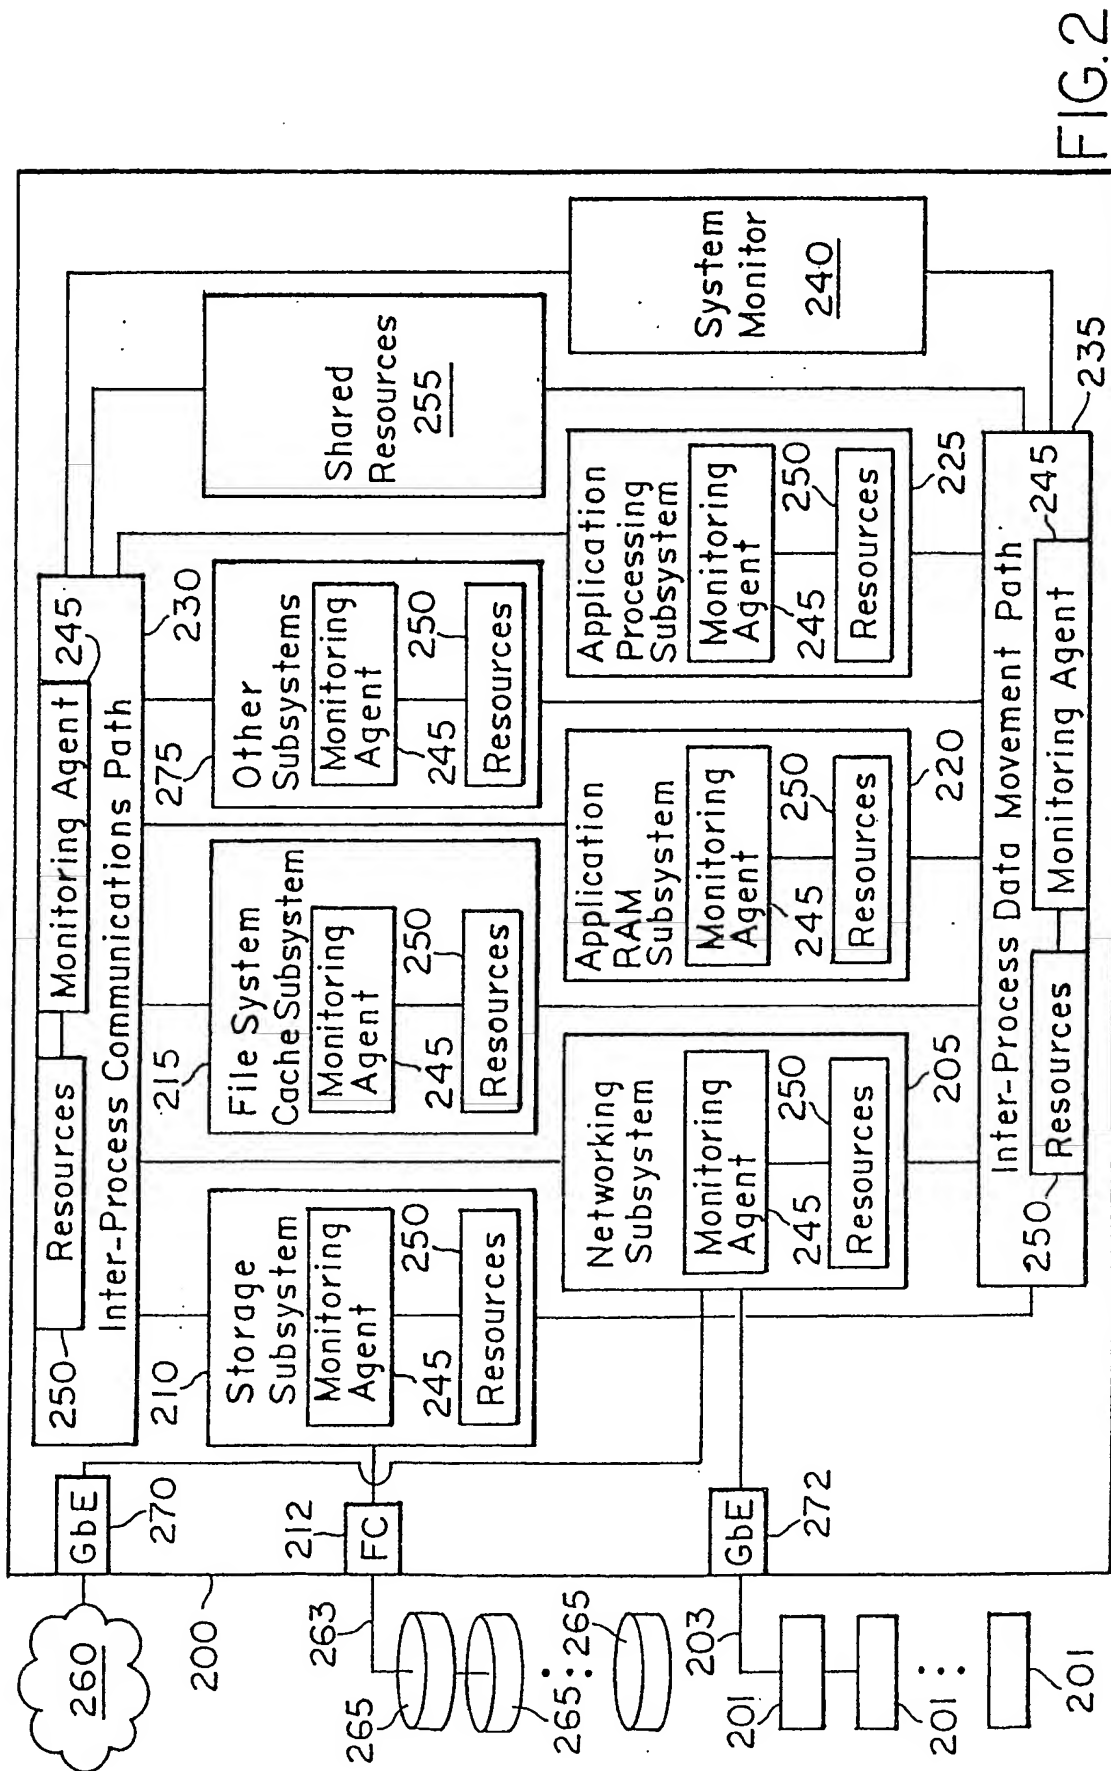 260
200
GbE
270
250
Resources
Monitoring Agent
245
Inter-Process Communications Path
230
263
265
265
265
212
FC
210
Storage
Subsystem
Monitoring
Agent
245
250
Resources
215
File System
Cache Subsystem
Monitoring
Agent
245
250
Resources
275
Other
Subsystems
Monitoring
Agent
245
250
Resources
Shared
Resources
255
203
201
201
201
GbE
272
Networking
Subsystem
Monitoring
Agent
245
250
Resources
205
Application
RAM
Subsystem
Monitoring
Agent
245
250
Resources
220
Application
Processing
Subsystem
Monitoring
Agent
245
250
Resources
225
System
Monitor
240
Inter-Process Data Movement Path
235
250
Resources
Monitoring Agent
245
FIG.2